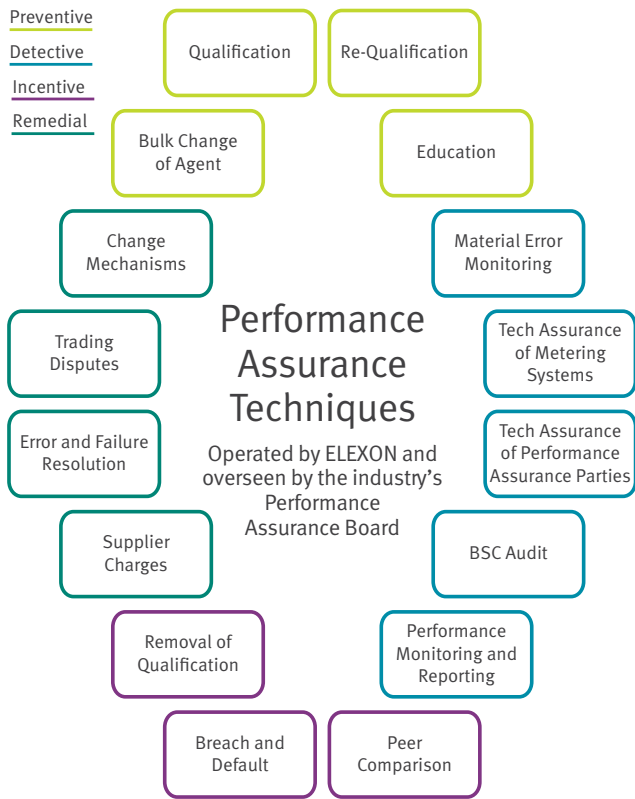 Preventive
Detective
Incentive
Remedial
Qualification
Re-Qualification
Bulk Change
of Agent
Education
Change
Mechanisms
Material Error
Monitoring
Trading
Disputes
Tech Assurance
of Metering
Systems
Error and Failure
Resolution
Tech Assurance
of Performance
Assurance Parties
Supplier
Charges
BSC Audit
Removal of
Qualification
Performance
Monitoring and
Reporting
Breach and
Default
Peer
Comparison
Performance
Assurance
Techniques
Operated by ELEXON and
overseen by the industry’s
Performance
Assurance Board